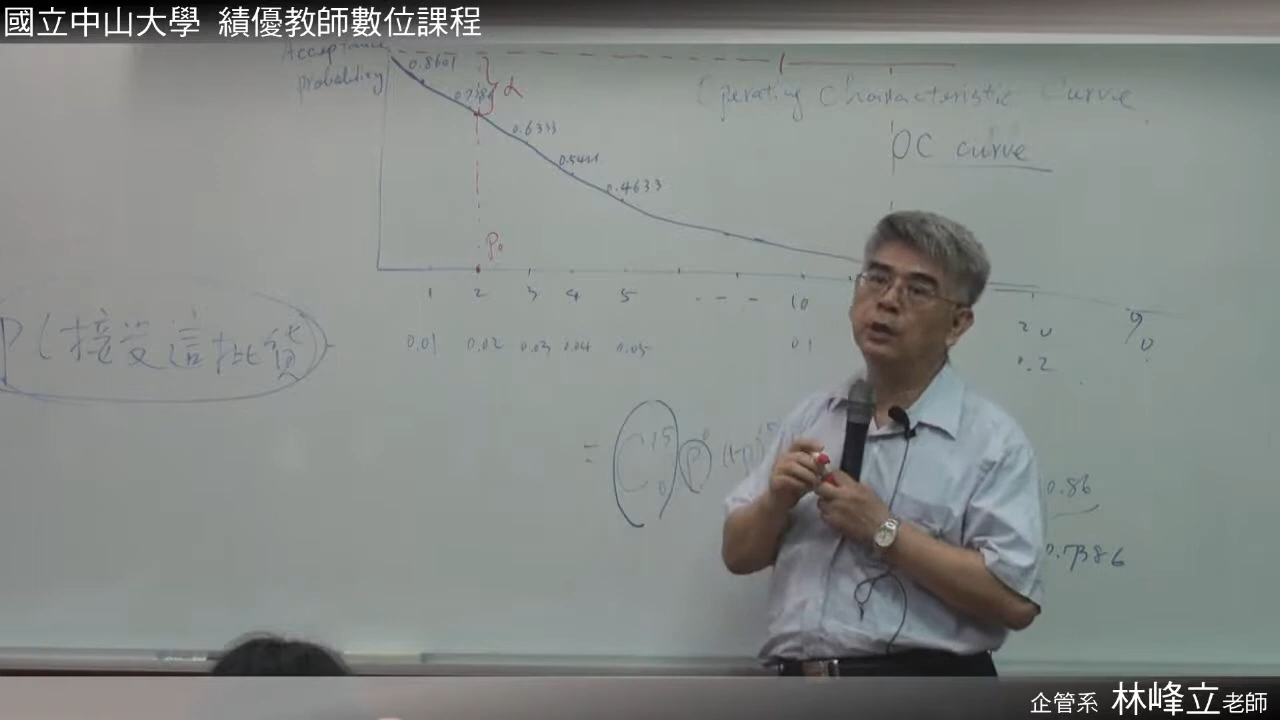 國立中山大學 績優教師數位課程
Acceptance
probability
0.8601
0.7386
α
0.6333
0.4633
Operating Characteristic Curve
OC curve
P₀
1 2 3 4 5 - - - 10 20 %
0.01 0.02 0.03 0.04 0.05 0.1 0.2
P(接受這批貨)
= C
15
0
P
0
(1-p)
0.86
0.7386
企管系 林峰立老師